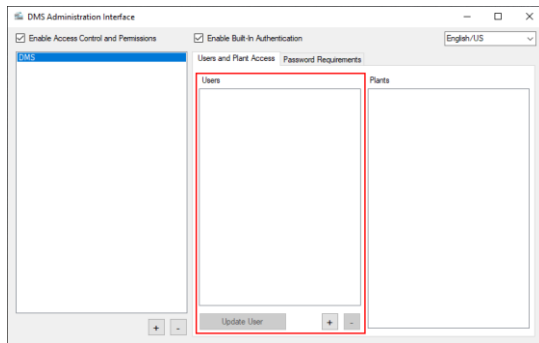 DMS Administration Interface
Enable Access Control and Permissions
Enable Built-In Authentication
English/US
DMS
Users and Plant Access
Password Requirements
Users
Plants
Update User
+
-
+
-